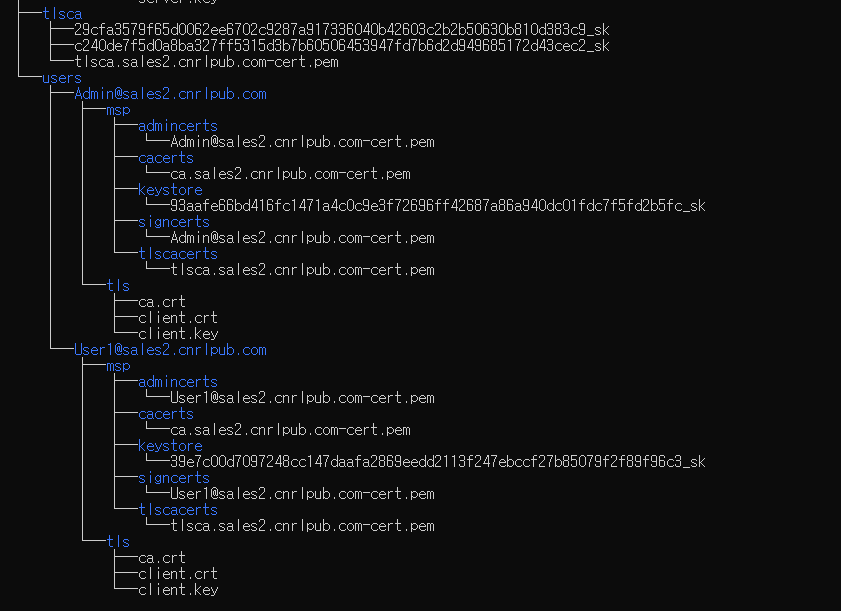 server.key
tlsca
29cfa3579f65d0062ee6702c9287a917336040b42603c2b2b50630b810d383c9_sk
c240de7f5d0a8ba327ff5315d3b7b60506453947fd7b6d2d949685172d43cec2_sk
tlsca.sales2.cnrlpub.com-cert.pem
users
Admin@sales2.cnrlpub.com
msp
admincerts
Admin@sales2.cnrlpub.com-cert.pem
cacerts
ca.sales2.cnrlpub.com-cert.pem
keystore
93aafe66bd416fc1471a4c0c9e3f72696ff42687a86a940dc01fdc7f5fd2b5fc_sk
signcerts
Admin@sales2.cnrlpub.com-cert.pem
tlscacerts
tlsca.sales2.cnrlpub.com-cert.pem
tls
ca.crt
client.crt
client.key
User1@sales2.cnrlpub.com
msp
admincerts
User1@sales2.cnrlpub.com-cert.pem
cacerts
ca.sales2.cnrlpub.com-cert.pem
keystore
39e7c00d7097248cc147daafa2869eedd2113f247ebccf27b85079f2f89f96c3_sk
signcerts
User1@sales2.cnrlpub.com-cert.pem
tlscacerts
tlsca.sales2.cnrlpub.com-cert.pem
tls
ca.crt
client.crt
client.key